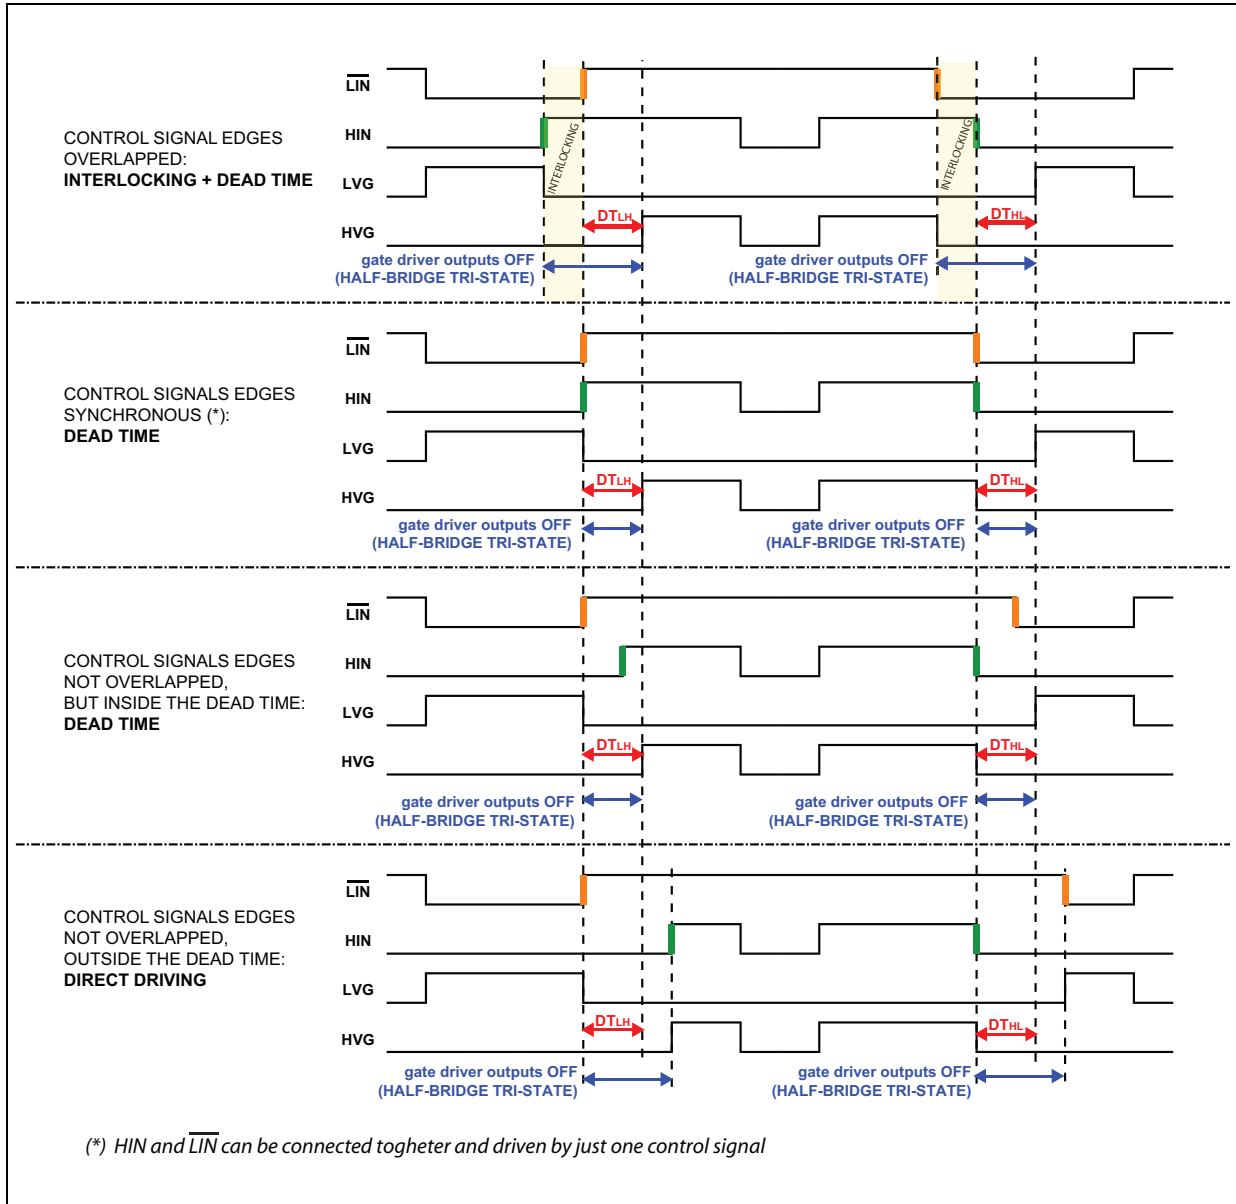 LIN
HIN
LVG
HVG
CONTROL SIGNAL EDGES
OVERLAPPED:
INTERLOCKING + DEAD TIME
INTERLOCKING
INTERLOCKING
DTLH
DTHL
gate driver outputs OFF
(HALF-BRIDGE TRI-STATE)
gate driver outputs OFF
(HALF-BRIDGE TRI-STATE)
LIN
HIN
LVG
HVG
CONTROL SIGNALS EDGES
SYNCHRONOUS (*):
DEAD TIME
DTLH
DTHL
gate driver outputs OFF
(HALF-BRIDGE TRI-STATE)
gate driver outputs OFF
(HALF-BRIDGE TRI-STATE)
LIN
HIN
LVG
HVG
CONTROL SIGNALS EDGES
NOT OVERLAPPED,
BUT INSIDE THE DEAD TIME:
DEAD TIME
DTLH
DTHL
gate driver outputs OFF
(HALF-BRIDGE TRI-STATE)
gate driver outputs OFF
(HALF-BRIDGE TRI-STATE)
LIN
HIN
LVG
HVG
CONTROL SIGNALS EDGES
NOT OVERLAPPED,
OUTSIDE THE DEAD TIME:
DIRECT DRIVING
DTLH
DTHL
gate driver outputs OFF
(HALF-BRIDGE TRI-STATE)
gate driver outputs OFF
(HALF-BRIDGE TRI-STATE)
(*) HIN and LIN can be connected togheter and driven by just one control signal